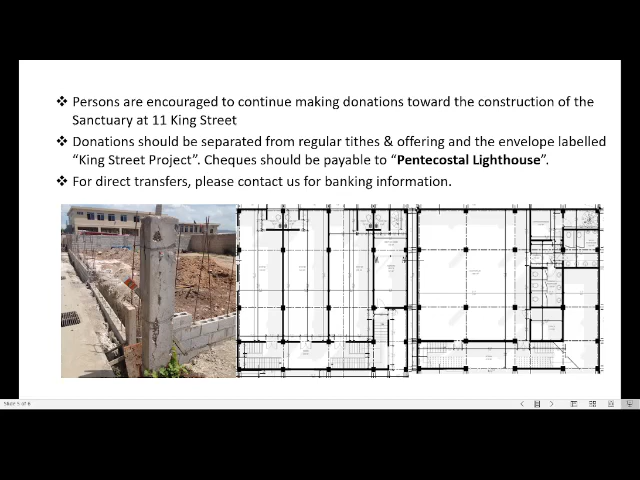 ❖ Persons are encouraged to continue making donations toward the construction of the
Sanctuary at 11 King Street
❖ Donations should be separated from regular tithes & offering and the envelope labelled
“King Street Project”. Cheques should be payable to “Pentecostal Lighthouse”.
❖ For direct transfers, please contact us for banking information.